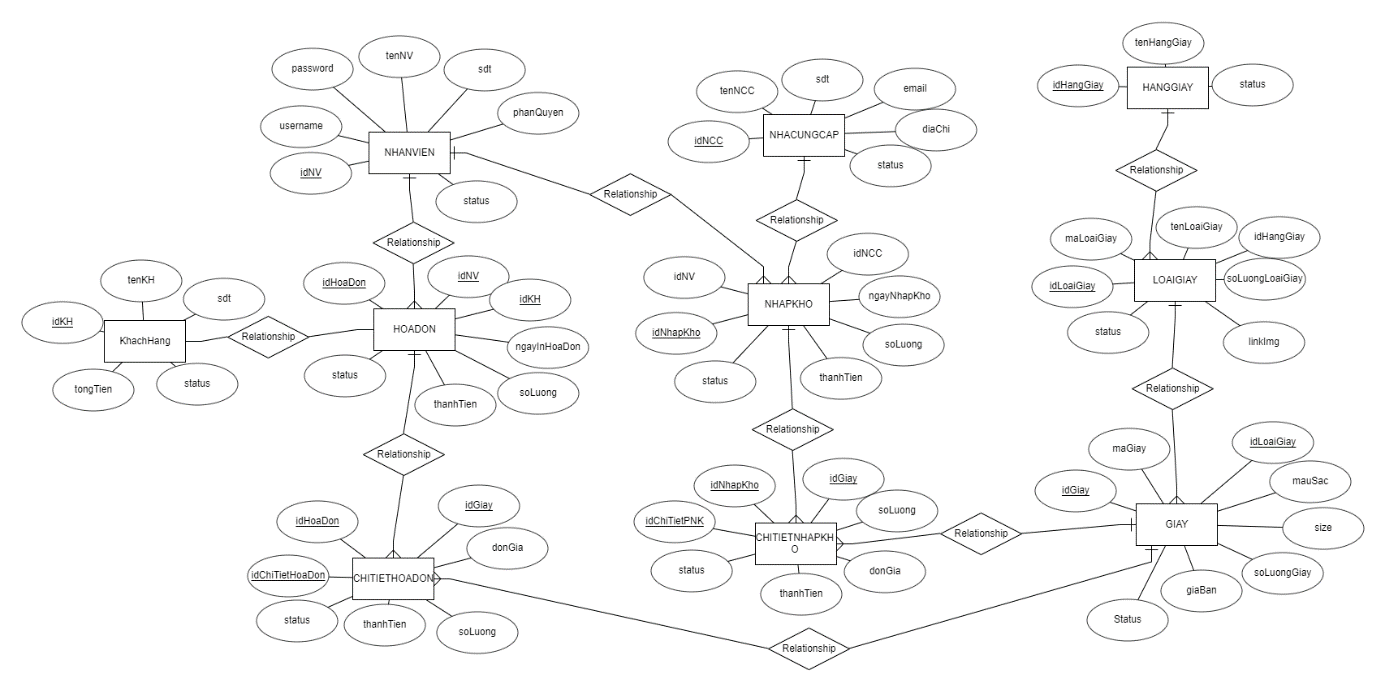 tenHangGiay
idHangGiay
HANGGIAY
status
tenNV
password
sdt
phanQuyen
username
NHANVIEN
idNV
status
tenNCC
sdt
email
diaChi
idNCC
NHACUNGCAP
status
Relationship
Relationship
Relationship
Relationship
maLoaiGiay
tenLoaiGiay
idHangGiay
soLuongLoaiGiay
idLoaiGiay
LOAIGIAY
status
linkImg
tenKH
sdt
idKH
KhachHang
tongTien
status
Relationship
idHoaDon
idNV
idKH
HOADON
ngayInHoaDon
status
thanhTien
soLuong
idNV
idNCC
ngayNhapKho
NHAPKHO
idNhapKho
soLuong
status
thanhTien
Relationship
Relationship
Relationship
maGiay
idLoaiGiay
mauSac
idGiay
GIAY
size
soLuongGiay
giaBan
Status
idNhapKho
idGiay
soLuong
idChiTietPNK
CHITIETNHAPKH
O
status
donGia
thanhTien
Relationship
idHoaDon
idGiay
donGia
idChiTietHoaDon
CHITIETHOADON
status
thanhTien
soLuong
Relationship